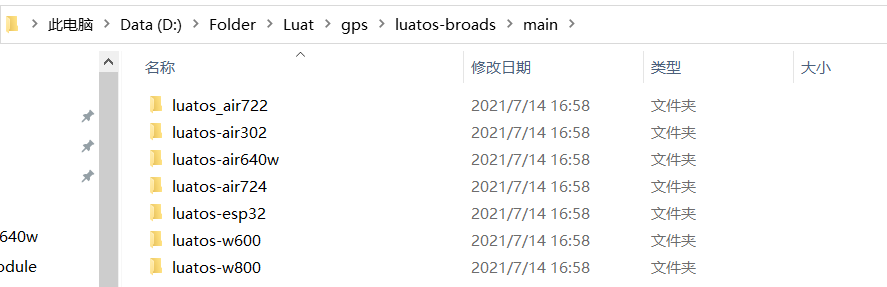 此电脑 > Data (D:) > Folder > Luat > gps > luatos-broads > main >
名称 修改日期 类型 大小
luatos_air722 2021/7/14 16:58 文件夹
luatos-air302 2021/7/14 16:58 文件夹
luatos-air640w 2021/7/14 16:58 文件夹
luatos-air724 2021/7/14 16:58 文件夹
luatos-esp32 2021/7/14 16:58 文件夹
640w luatos-w600 2021/7/14 16:58 文件夹
odule luatos-w800 2021/7/14 16:58 文件夹